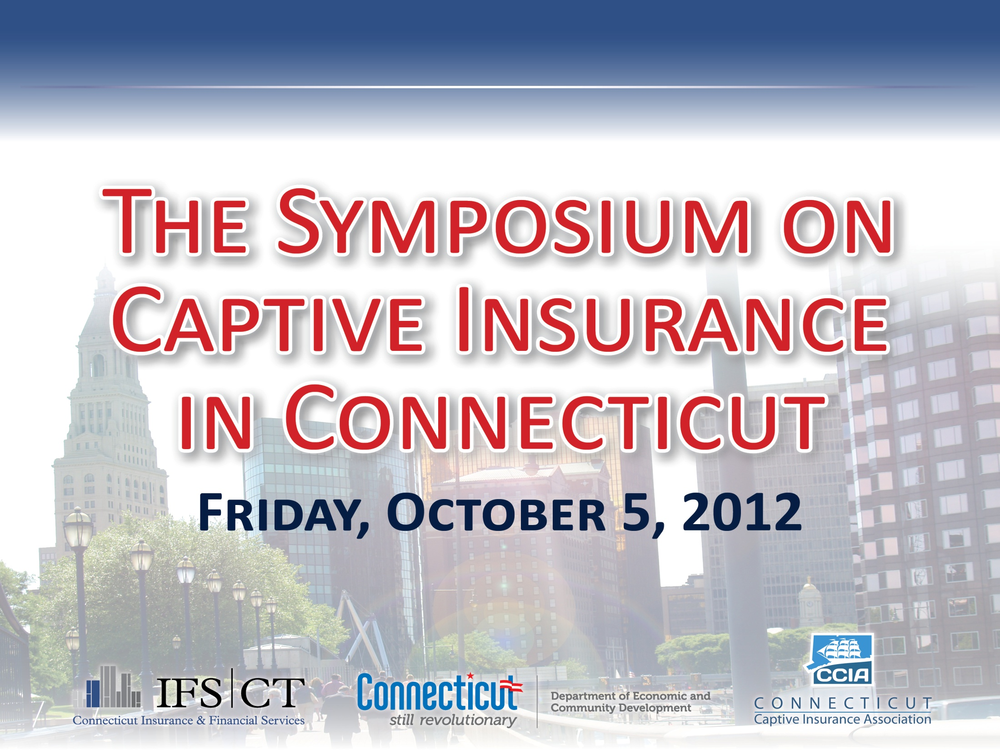 The Symposium on
Captive Insurance
in Connecticut
Friday, October 5, 2012
IFS|CT
Connecticut Insurance & Financial Services
Connecticut
still revolutionary
Department of Economic and
Community Development
CCIA
CONNECTICUT
Captive Insurance Association